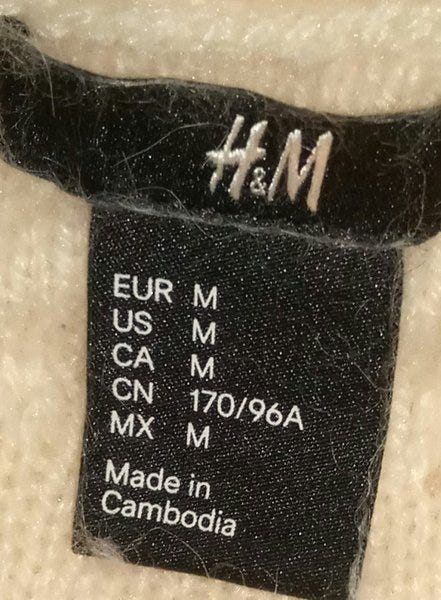 H&M
EUR M
US M
CA M
CN 170/96A
MX M
Made in
Cambodia